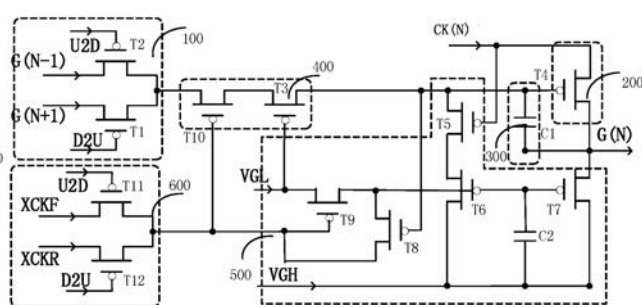 T2
U2D
100
G(N-1)
G(N+1)
T1
D2U
CK(N)
T4
200
T3
400
T10
T5
C1
300
G(N)
T11
U2D
600
XCKF
XCKR
D2U
T12
VGL
T9
T8
T6
T7
C2
500
VGH